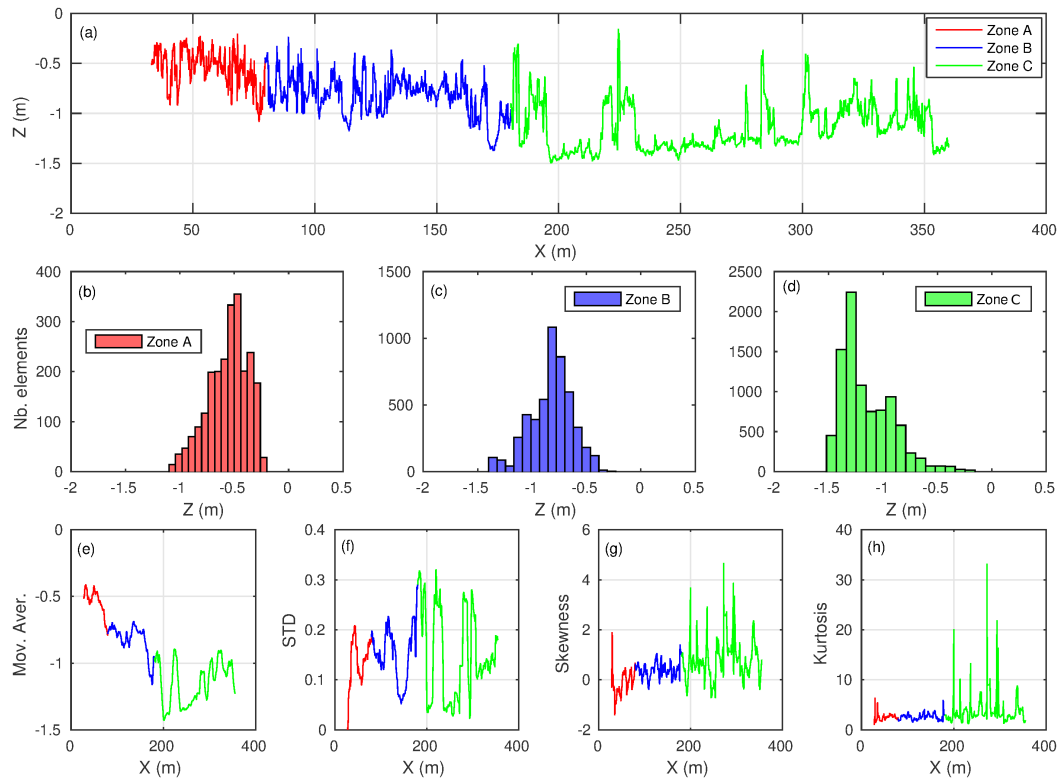 (a)
Zone A
Zone B
Zone C
0
-0.5
-1
-1.5
-2
Z (m)
0 50 100 150 200 250 300 350 400
X (m)
(b)
Zone A
400
300
200
100
0
Nb. elements
-2 -1.5 -1 -0.5 0 0.5
Z (m)
(c)
Zone B
1500
1000
500
0
-2 -1.5 -1 -0.5 0 0.5
Z (m)
(d)
Zone C
2500
2000
1500
1000
500
0
-2 -1.5 -1 -0.5 0 0.5
Z (m)
(e)
0
-0.5
-1
-1.5
Mov. Aver.
0 200 400
X (m)
(f)
0.4
0.3
0.2
0.1
0
STD
0 200 400
X (m)
(g)
6
4
2
0
-2
Skewness
0 200 400
X (m)
(h)
40
30
20
10
0
Kurtosis
0 200 400
X (m)